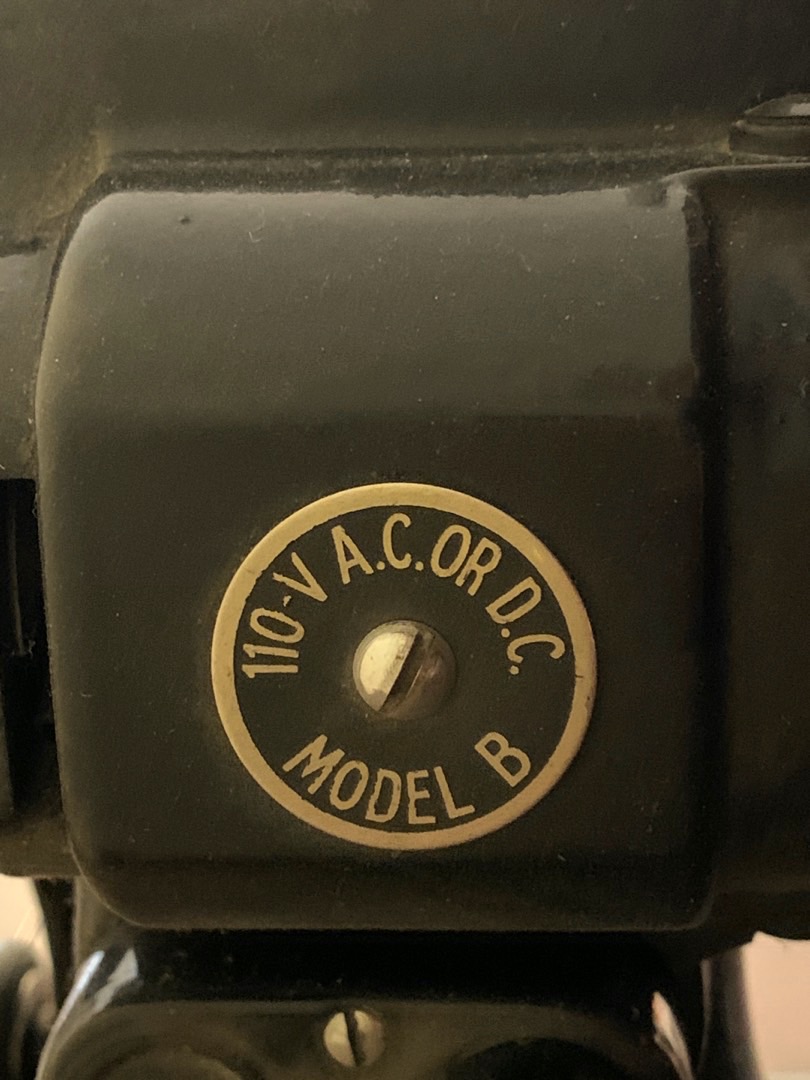 110-V A.C. OR D.C.
MODEL B